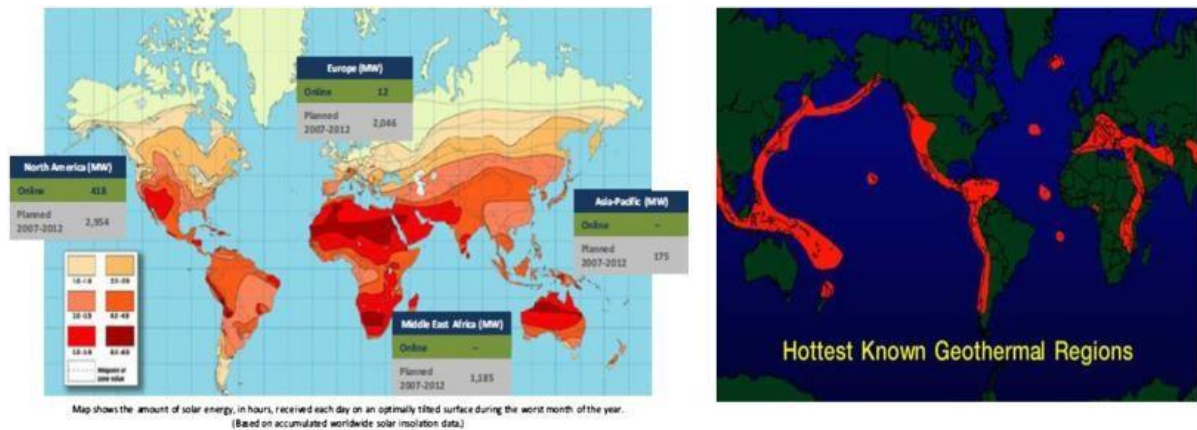 Europe (MW)
Online 12
Planned
2007-2012 2,046
North America (MW)
Online 418
Planned
2007-2012 2,954
Asia-Pacific (MW)
Online –
Planned
2007-2012 175
Middle East Africa (MW)
Online –
Planned
2007-2012 1,185
Map shows the amount of solar energy, in hours, received each day on an optimally tilted surface during the worst month of the year.
(Based on accumulated worldwide solar insolation data.)
Hottest Known Geothermal Regions